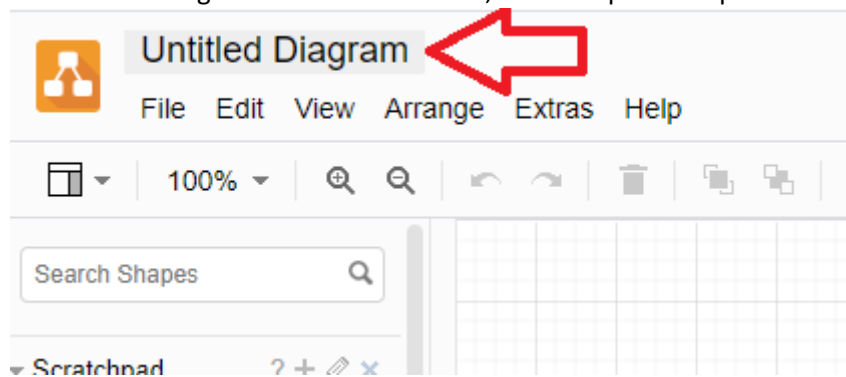 Untitled Diagram
File Edit View Arrange Extras Help
100%
Search Shapes
Scratchpad ? + ×